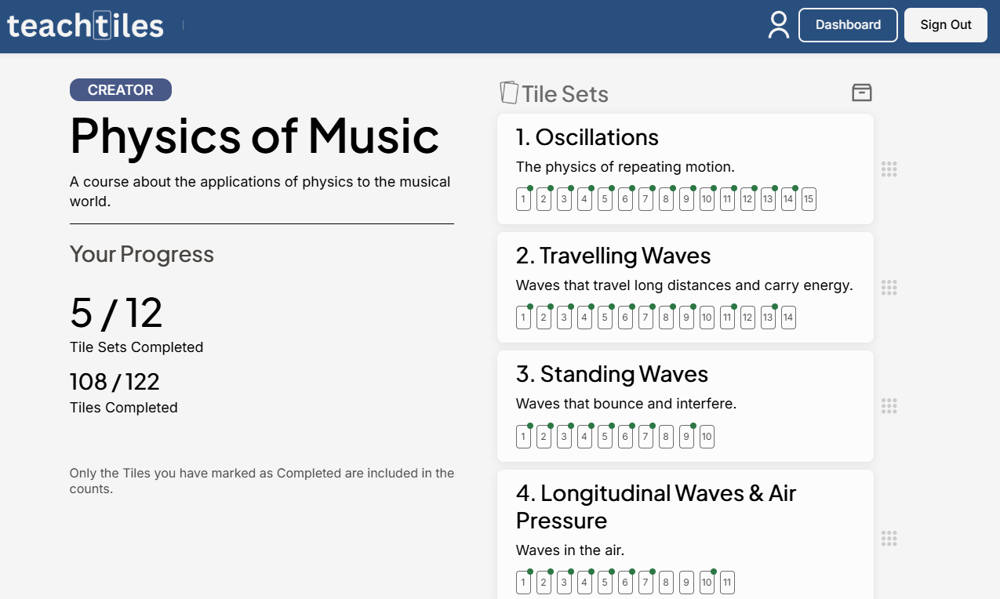 teachtiles
Dashboard
Sign Out
CREATOR
Physics of Music
A course about the applications of physics to the musical
world.
Your Progress
5 / 12
Tile Sets Completed
108 / 122
Tiles Completed
Only the Tiles you have marked as Completed are included in the
counts.
Tile Sets
1. Oscillations
The physics of repeating motion.
1 2 3 4 5 6 7 8 9 10 11 12 13 14 15
2. Travelling Waves
Waves that travel long distances and carry energy.
1 2 3 4 5 6 7 8 9 10 11 12 13 14
3. Standing Waves
Waves that bounce and interfere.
1 2 3 4 5 6 7 8 9 10
4. Longitudinal Waves & Air
Pressure
Waves in the air.
1 2 3 4 5 6 7 8 9 10 11